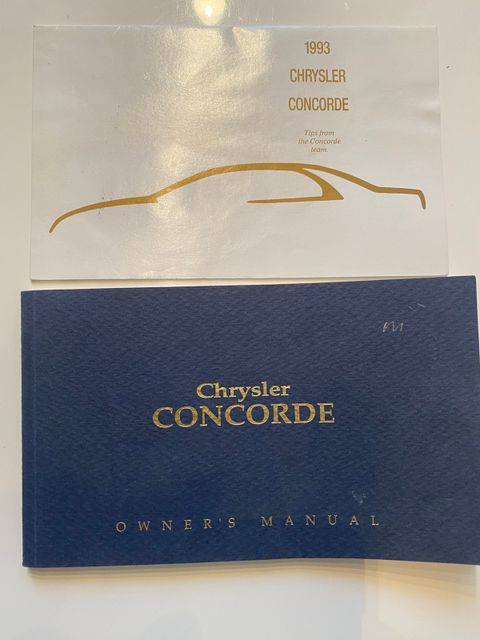 1993
CHRYSLER
CONCORDE
Tips from
the Concorde
team
Chrysler
CONCORDE
OWNER'S MANUAL